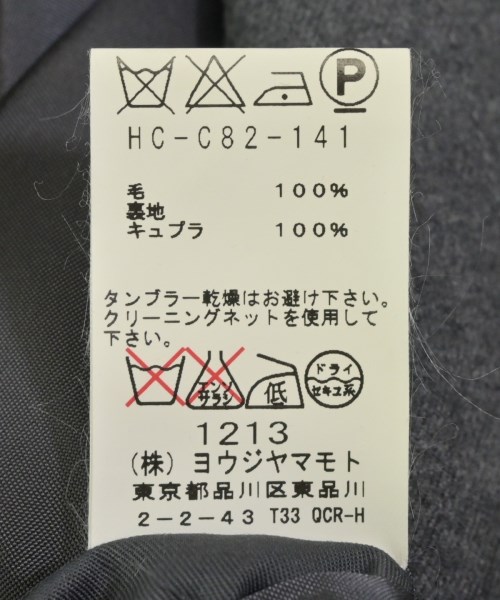 P
HC-C82-141
毛 100%
裏地
キュプラ 100%
タンブラー乾燥はお避け下さい。
クリーニングネットを使用して
下さい。
エンソ
サラシ
低
ドライ
セキユ系
1213
(株) ヨウジヤマモト
東京都品川区東品川
2-2-43 T33 QCR-H